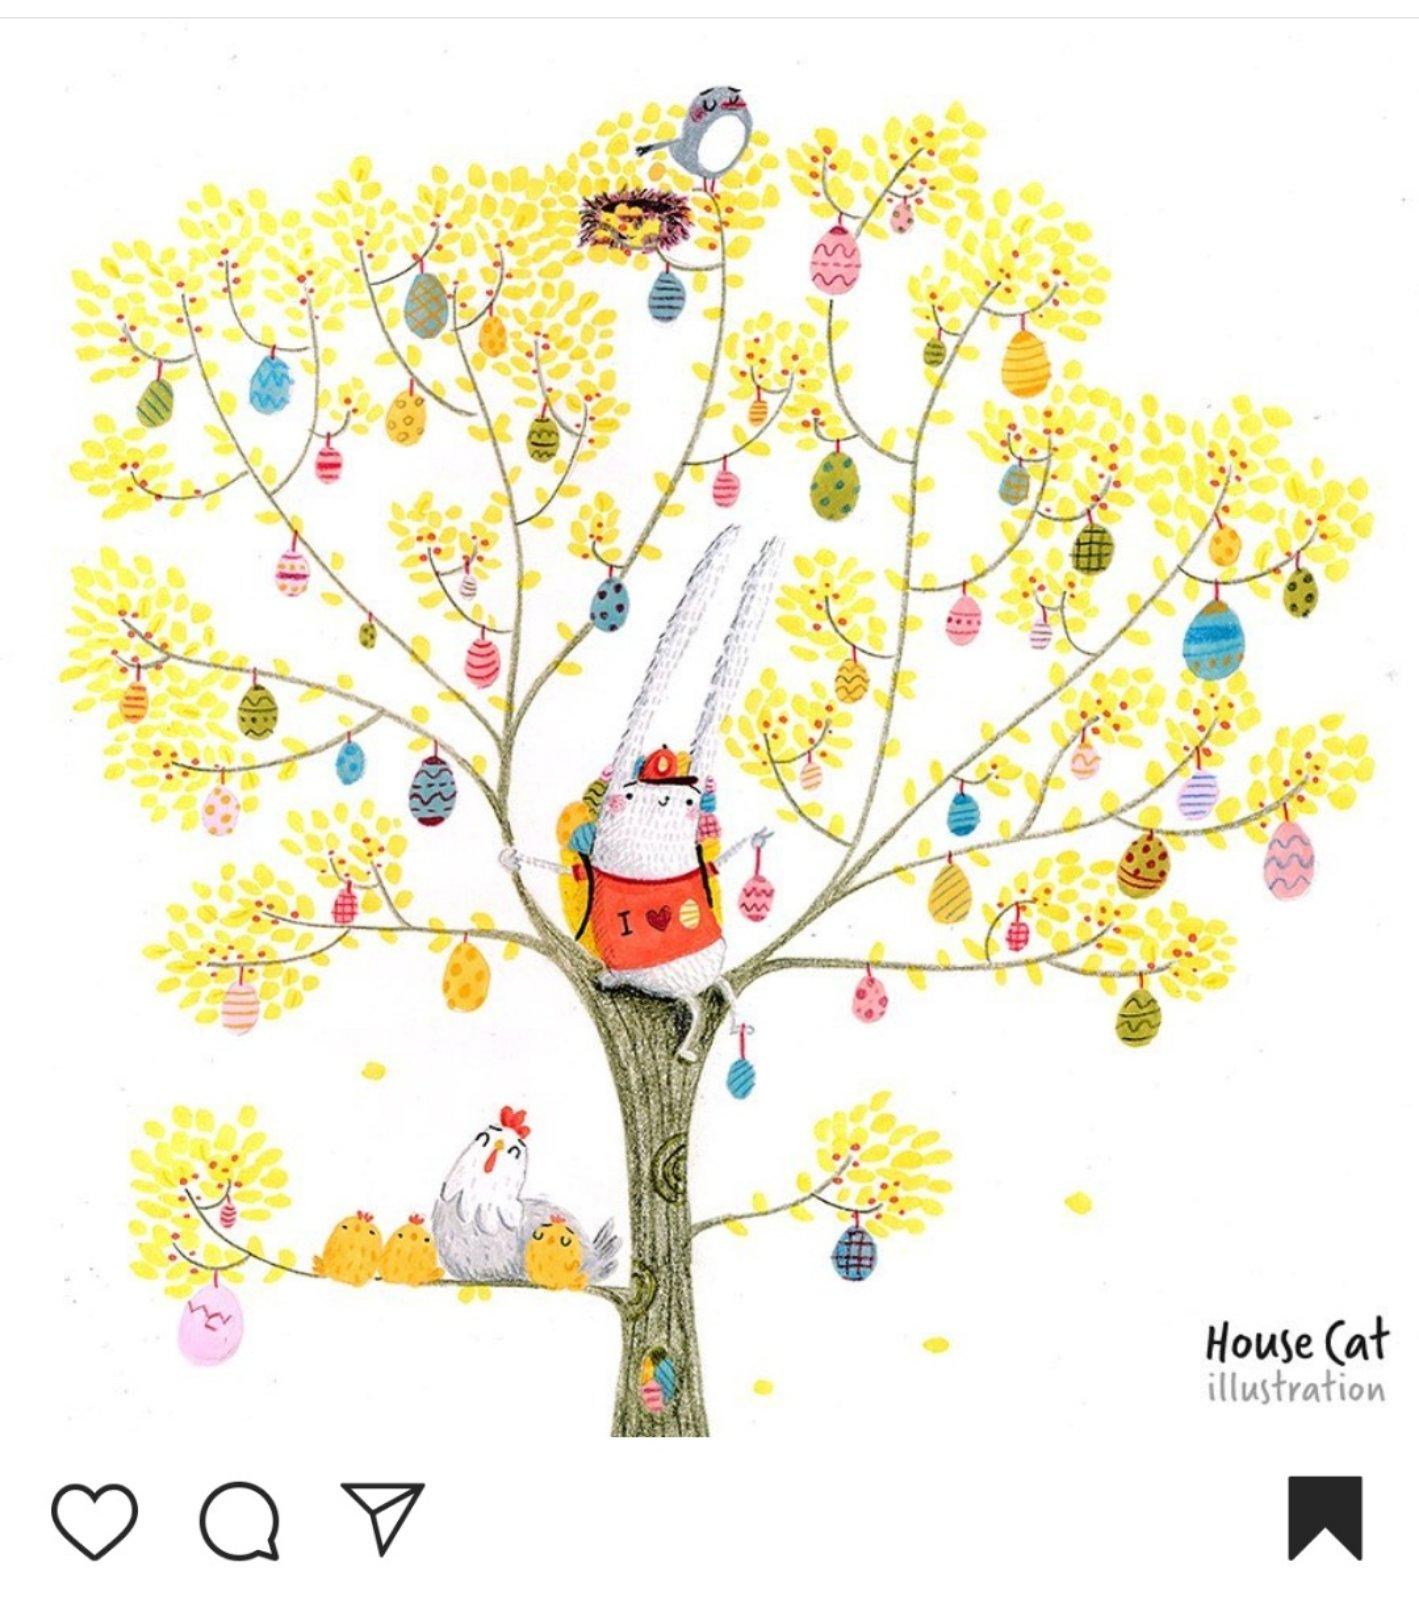 I ♥
House Cat
illustration